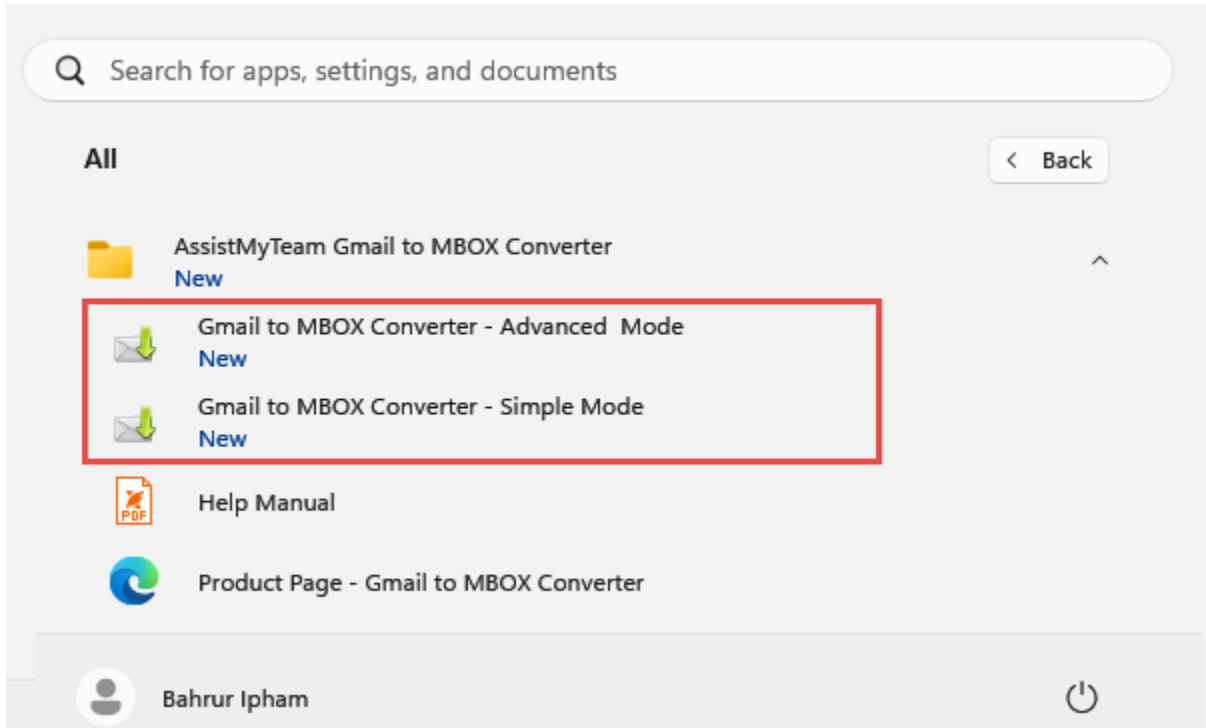 Search for apps, settings, and documents
All
Back
AssistMyTeam Gmail to MBOX Converter
New
Gmail to MBOX Converter - Advanced  Mode
New
Gmail to MBOX Converter - Simple Mode
New
PDF
Help Manual
Product Page - Gmail to MBOX Converter
Bahrur Ipham